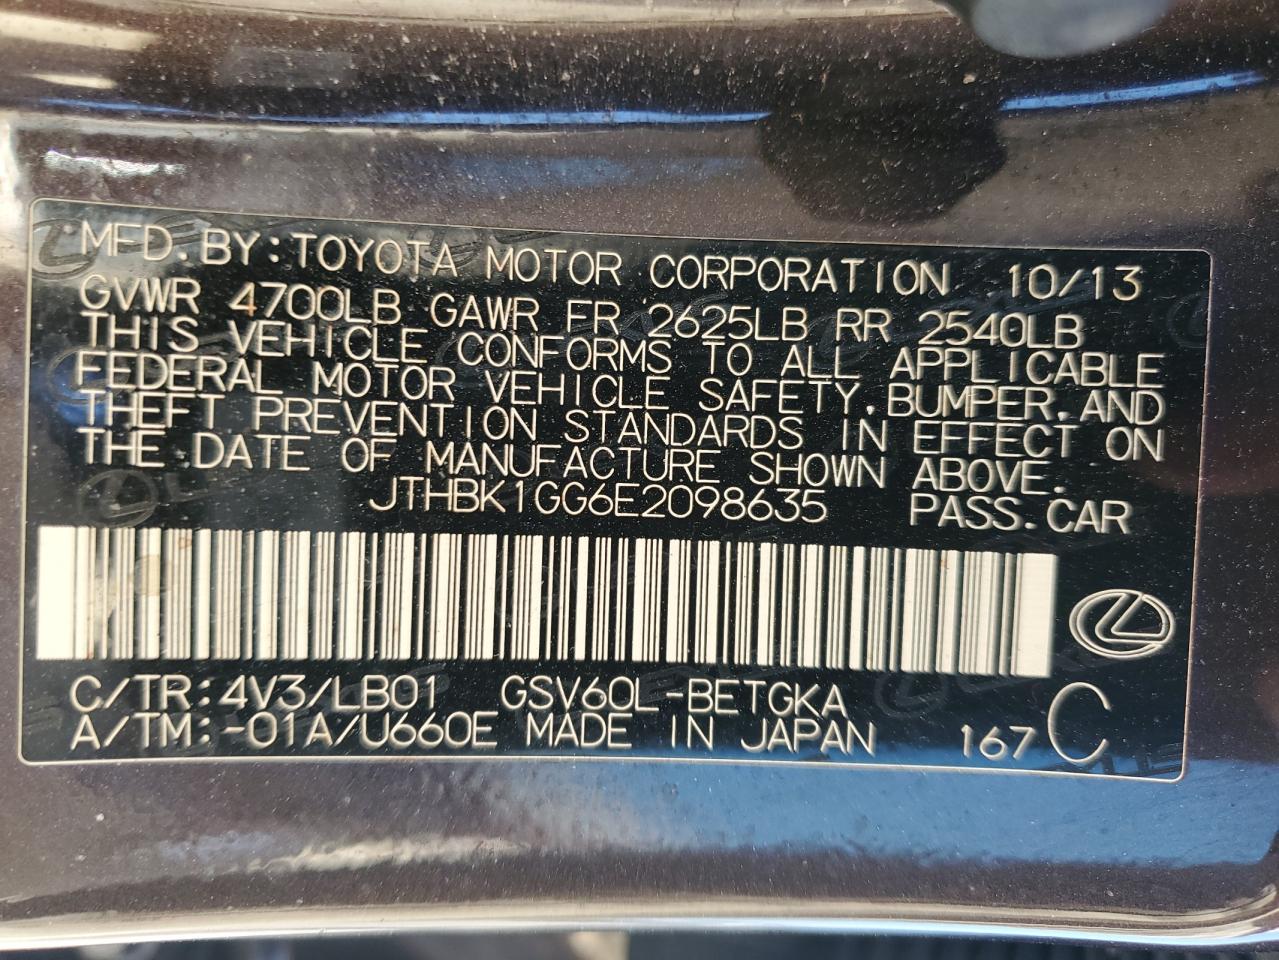 MFD.BY:TOYOTA MOTOR CORPORATION 10/13
GVWR 4700LB GAWR FR 2625LB RR 2540LB
THIS VEHICLE CONFORMS TO ALL APPLICABLE
FEDERAL MOTOR VEHICLE SAFETY,BUMPER,AND
THEFT PREVENTION STANDARDS IN EFFECT ON
THE DATE OF MANUFACTURE SHOWN ABOVE.
JTHBK1GG6E2098635 PASS.CAR
C/TR:4V3/LB01 GSV60L-BETGKA
A/TM:-01A/U660E MADE IN JAPAN 167 C